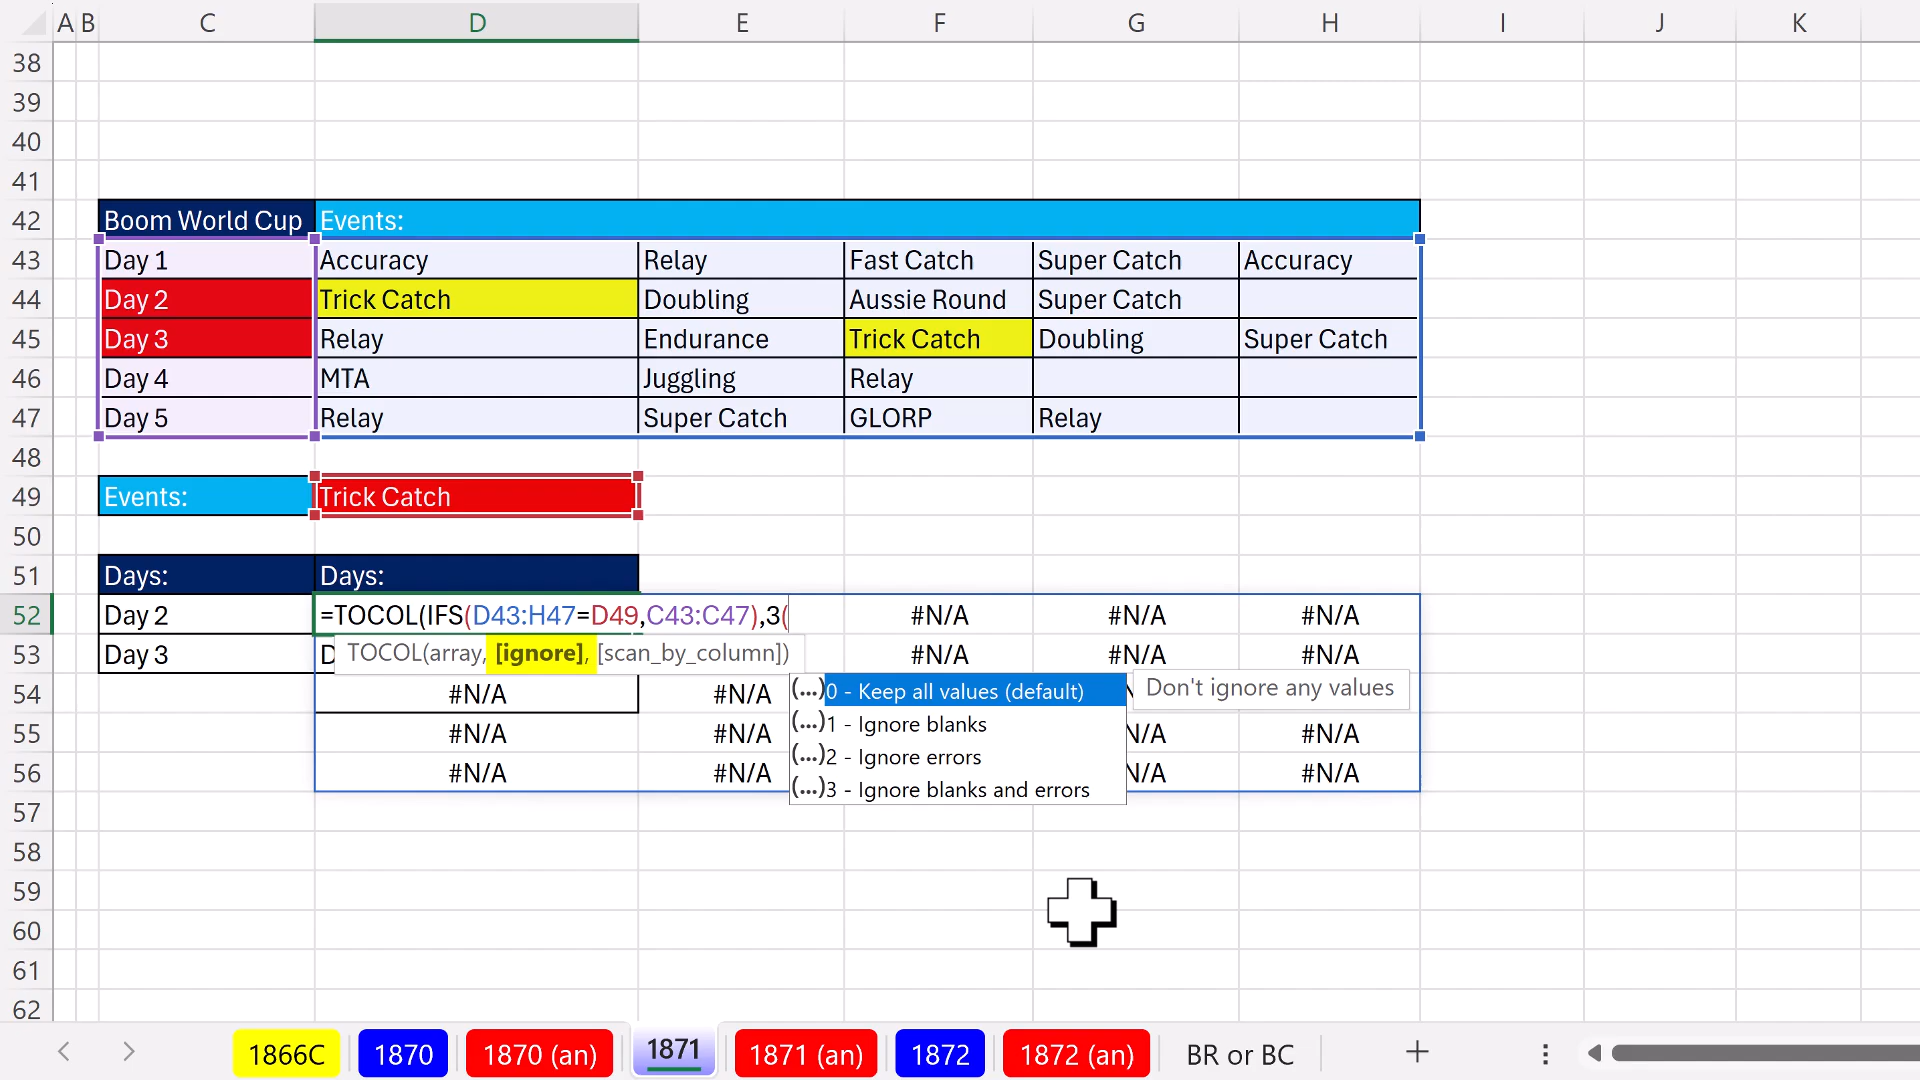 A B C D E F G H I J K
38
39
40
41
42 Boom World Cup Events:
43 Day 1 Accuracy Relay Fast Catch Super Catch Accuracy
44 Day 2 Trick Catch Doubling Aussie Round Super Catch
45 Day 3 Relay Endurance Trick Catch Doubling Super Catch
46 Day 4 MTA Juggling Relay
47 Day 5 Relay Super Catch GLORP Relay
48
49 Events: Trick Catch
50
51 Days: Days:
52 Day 2 =TOCOL(IFS(D43:H47=D49,C43:C47),3( #N/A #N/A #N/A
53 Day 3 D TOCOL(array, [ignore], [scan_by_column]) #N/A #N/A #N/A
54 #N/A #N/A (...)0 - Keep all values (default) Don't ignore any values
(...)1 - Ignore blanks
55 #N/A #N/A N/A #N/A
(...)2 - Ignore errors
56 #N/A #N/A N/A #N/A
(...)3 - Ignore blanks and errors
57
58
59
60
61
62
1866C 1870 1870 (an) 1871 1871 (an) 1872 1872 (an) BR or BC